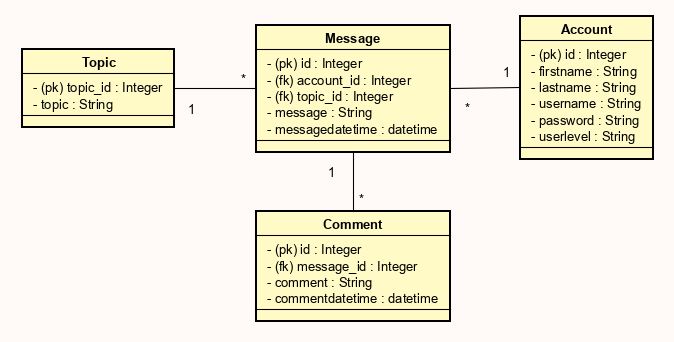 Topic
- (pk) topic_id : Integer
- topic : String
1
*
Message
- (pk) id : Integer
- (fk) account_id : Integer
- (fk) topic_id : Integer
- message : String
- messagedatetime : datetime
1
*
Account
- (pk) id : Integer
- firstname : String
- lastname : String
- username : String
- password : String
- userlevel : String
1
*
Comment
- (pk) id : Integer
- (fk) message_id : Integer
- comment : String
- commentdatetime : datetime